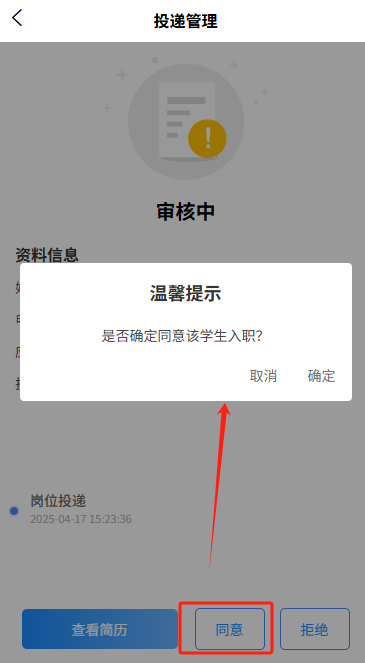 投递管理
审核中
资料信息
温馨提示
是否确定同意该学生入职?
取消 确定
岗位投递
2025-04-17 15:23:36
查看简历 同意 拒绝